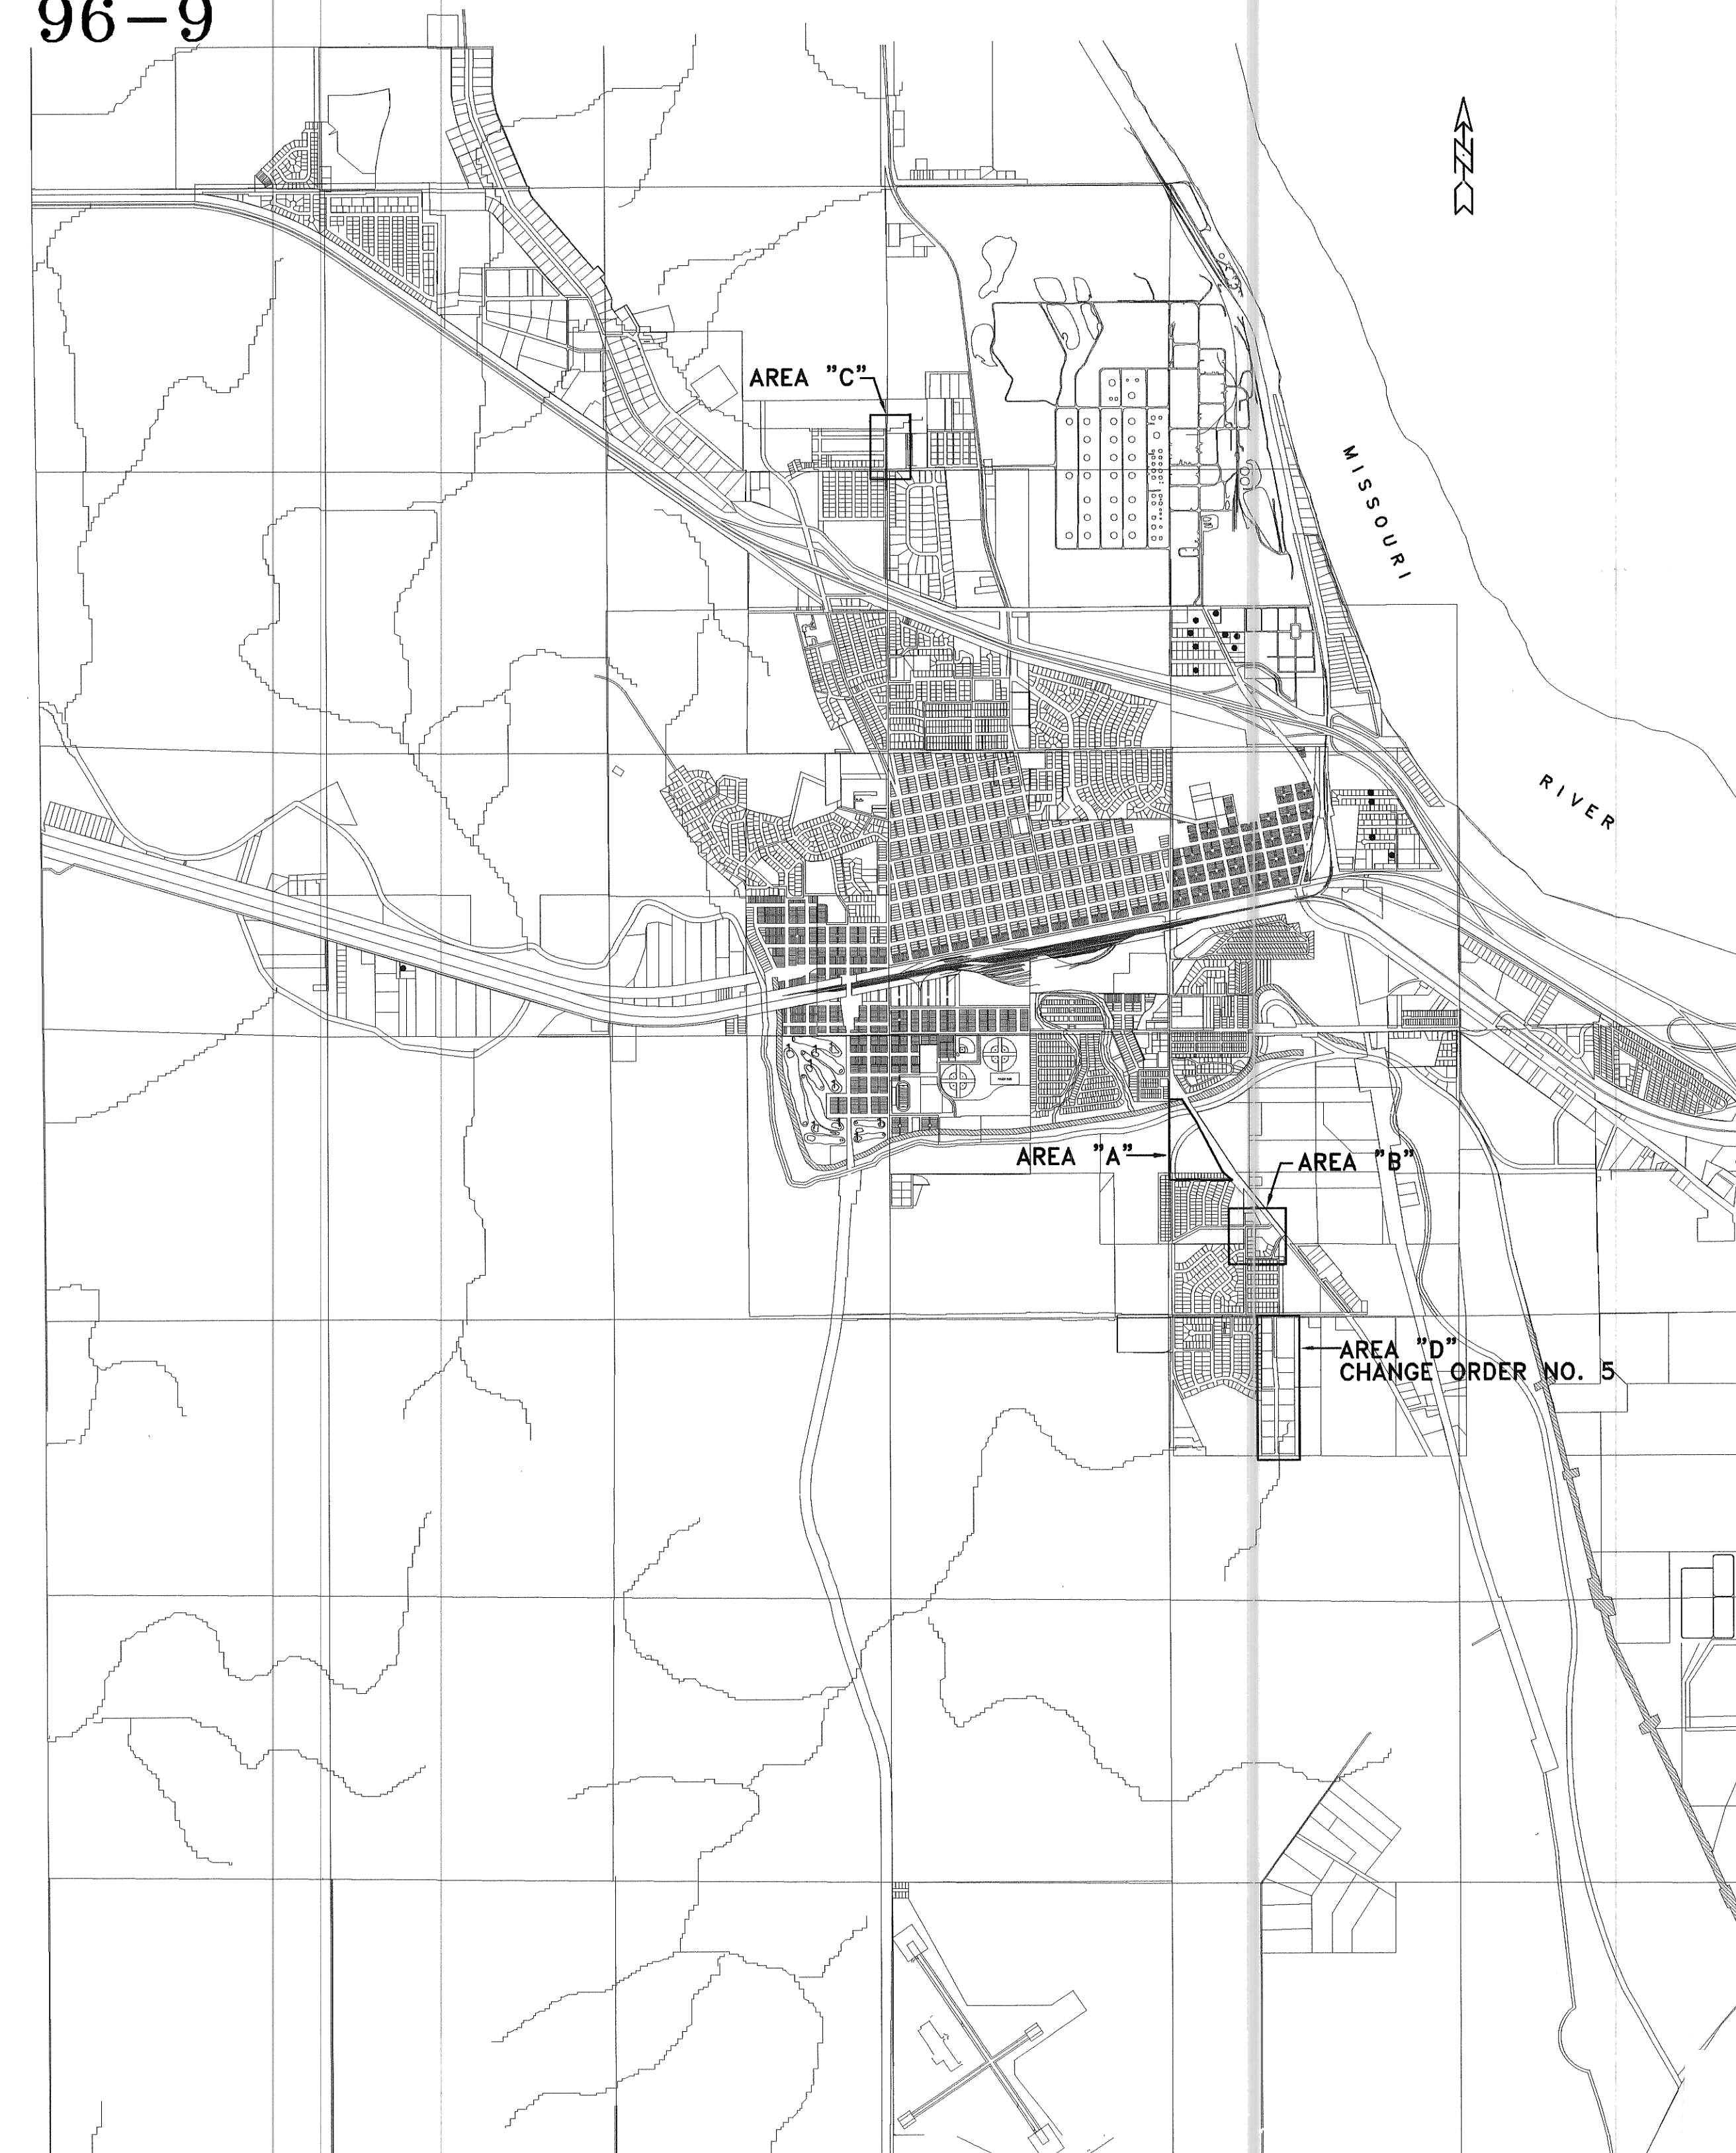 96-9
N
AREA "C"
MISSOURI
RIVER
AREA "A"
AREA "B"
AREA "D"
CHANGE ORDER NO. 5